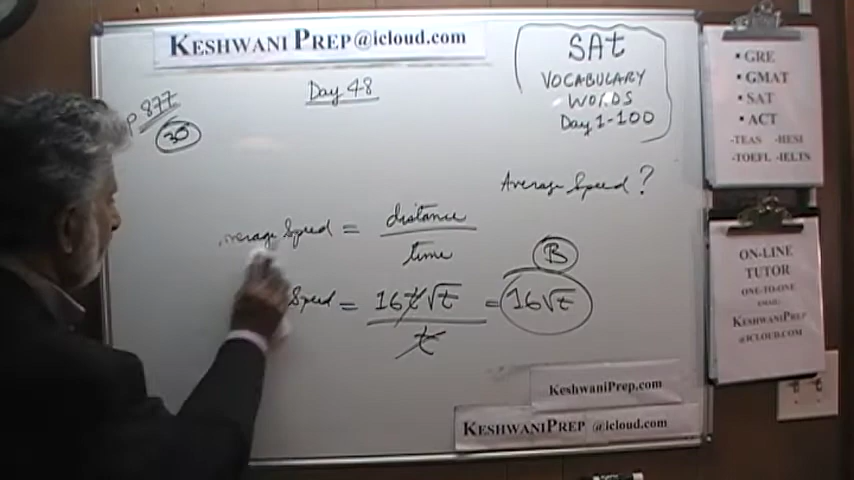 KESHWANI PREP@icloud.com
Day 48
p 877
30
SAt
VOCABULARY
WORDS
Day 1-100
Average Speed?
verage Speed = distance / time
Speed = 16t√t / t = 16√t
B
KeshwaniPrep.com
KESHWANIPREP @icloud.com
• GRE
• GMAT
• SAT
• ACT
-TEAS -HESI
-TOEFL -IELTS
ON-LINE
TUTOR
ONE-TO-ONE
EMAIL:
KESHWANIPREP
@ICLOUD.COM